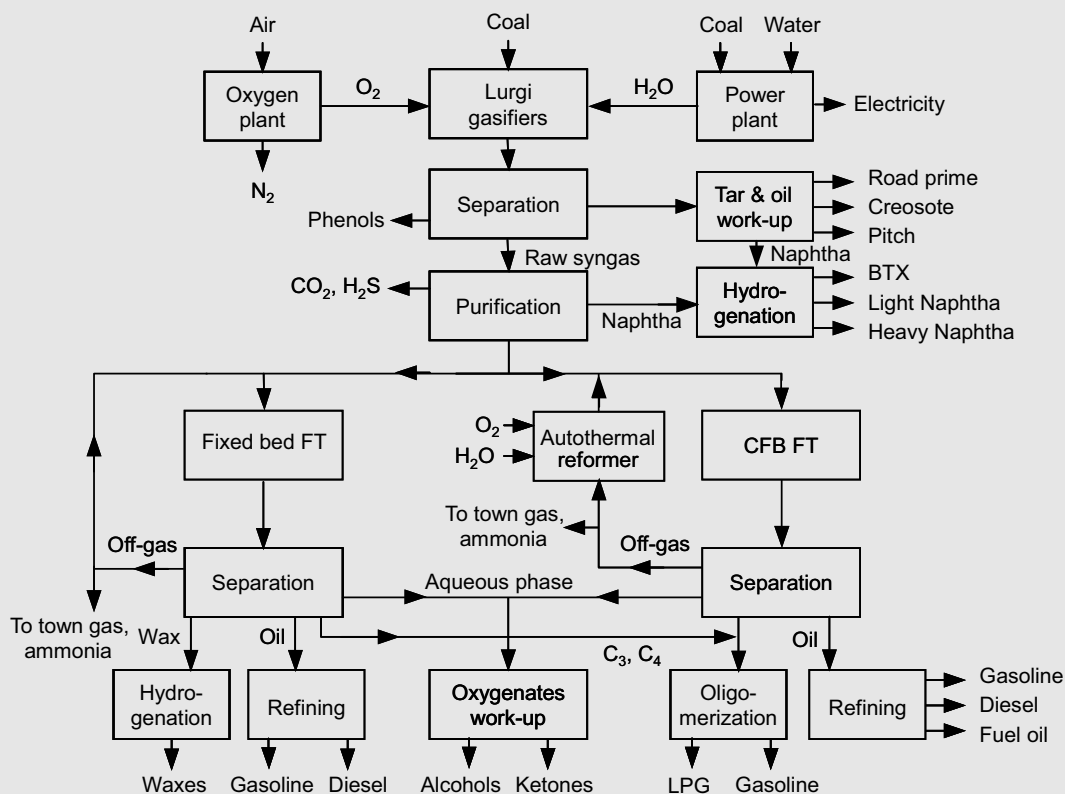 Air
Coal
Coal
Water
Oxygen
plant
O₂
Lurgi
gasifiers
H₂O
Power
plant
Electricity
N₂
Separation
Phenols
Tar & oil
work-up
Road prime
Creosote
Pitch
Raw syngas
Naphtha
CO₂, H₂S
Purification
Naphtha
Hydro-
genation
BTX
Light Naphtha
Heavy Naphtha
Fixed bed FT
O₂
H₂O
Autothermal
reformer
CFB FT
To town gas,
ammonia
Off-gas
Off-gas
Separation
Aqueous phase
Separation
To town gas,
ammonia
Wax
Oil
C₃, C₄
Oil
Hydro-
genation
Refining
Oxygenates
work-up
Oligo-
merization
Refining
Gasoline
Diesel
Fuel oil
Waxes
Gasoline
Diesel
Alcohols
Ketones
LPG
Gasoline